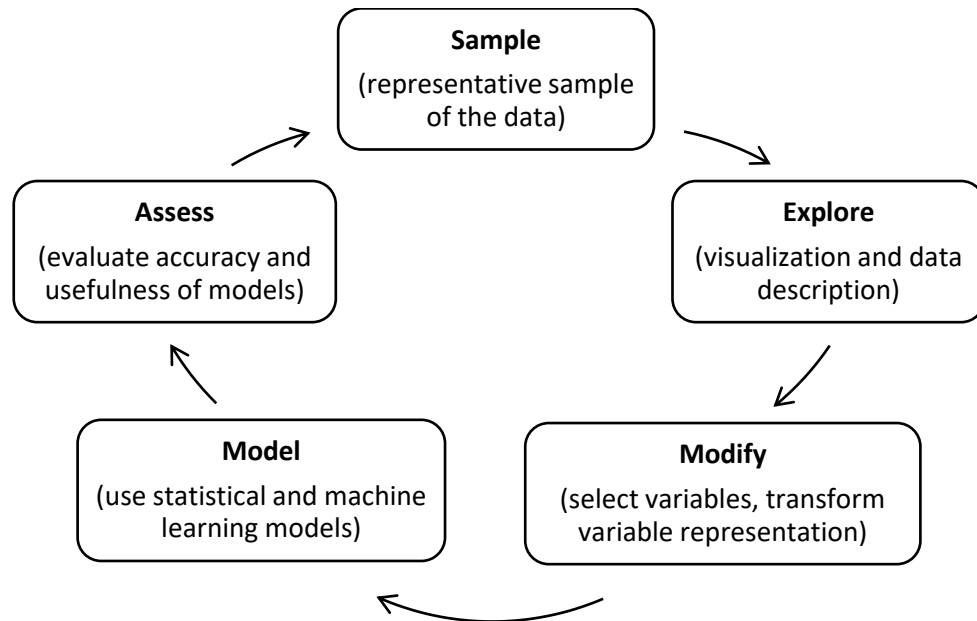 Sample
(representative sample
of the data)
Assess
(evaluate accuracy and
usefulness of models)
Explore
(visualization and data
description)
Model
(use statistical and machine
learning models)
Modify
(select variables, transform
variable representation)